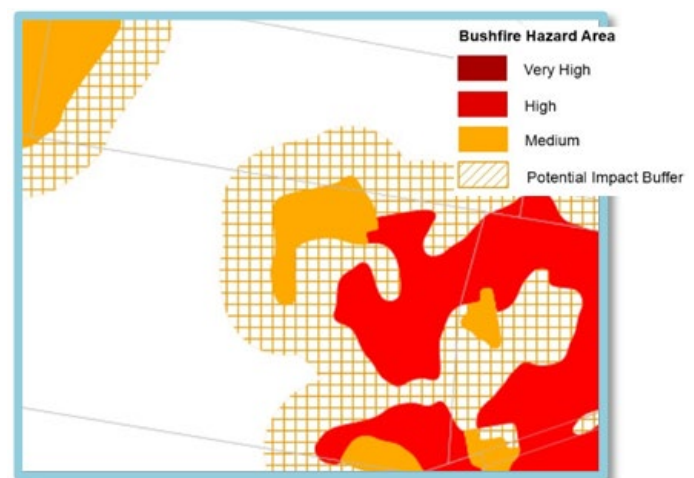 Bushfire Hazard Area
Very High
High
Medium
Potential Impact Buffer